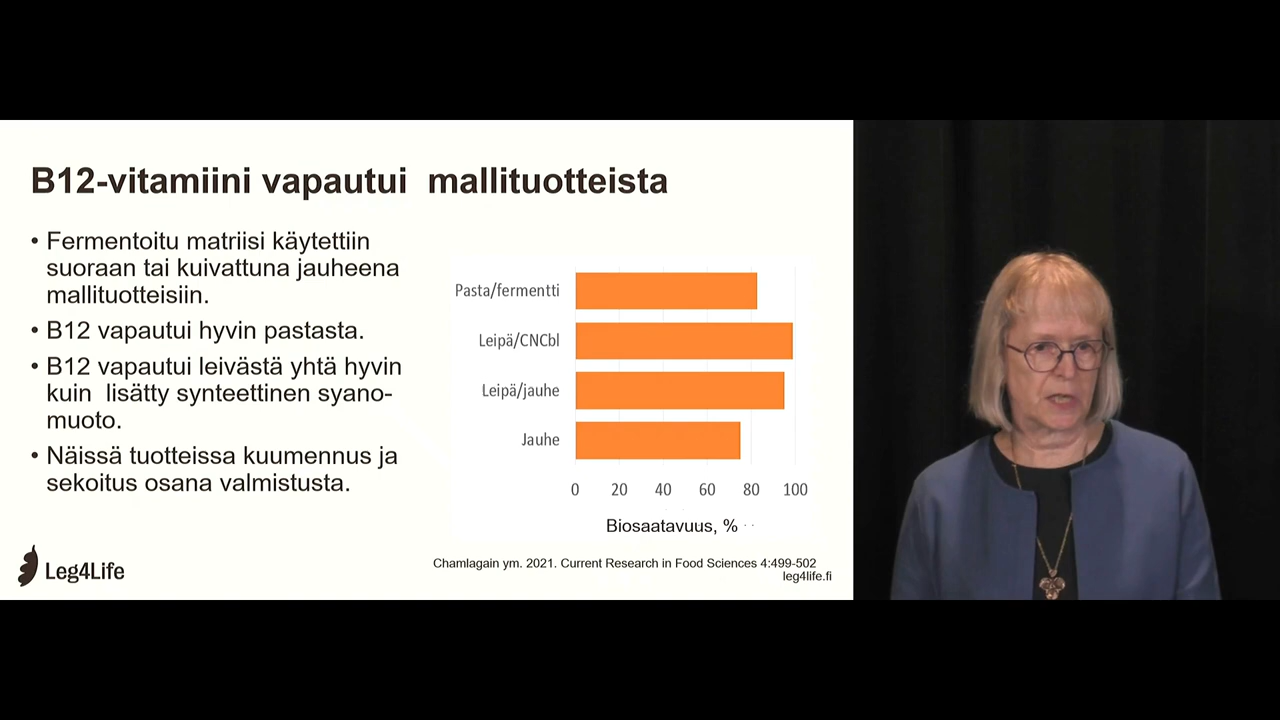 B12-vitamiini vapautui mallituotteista
• Fermentoitu matriisi käytettiin
suoraan tai kuivattuna jauheena
mallituotteisiin.
• B12 vapautui hyvin pastasta.
• B12 vapautui leivästä yhtä hyvin
kuin lisätty synteettinen syano-
muoto.
• Näissä tuotteissa kuumennus ja
sekoitus osana valmistusta.
Pasta/fermentti
Leipä/CNCbl
Leipä/jauhe
Jauhe
0 20 40 60 80 100
Biosaatavuus, %
Chamlagain ym. 2021. Current Research in Food Sciences 4:499-502
leg4life.fi
Leg4Life